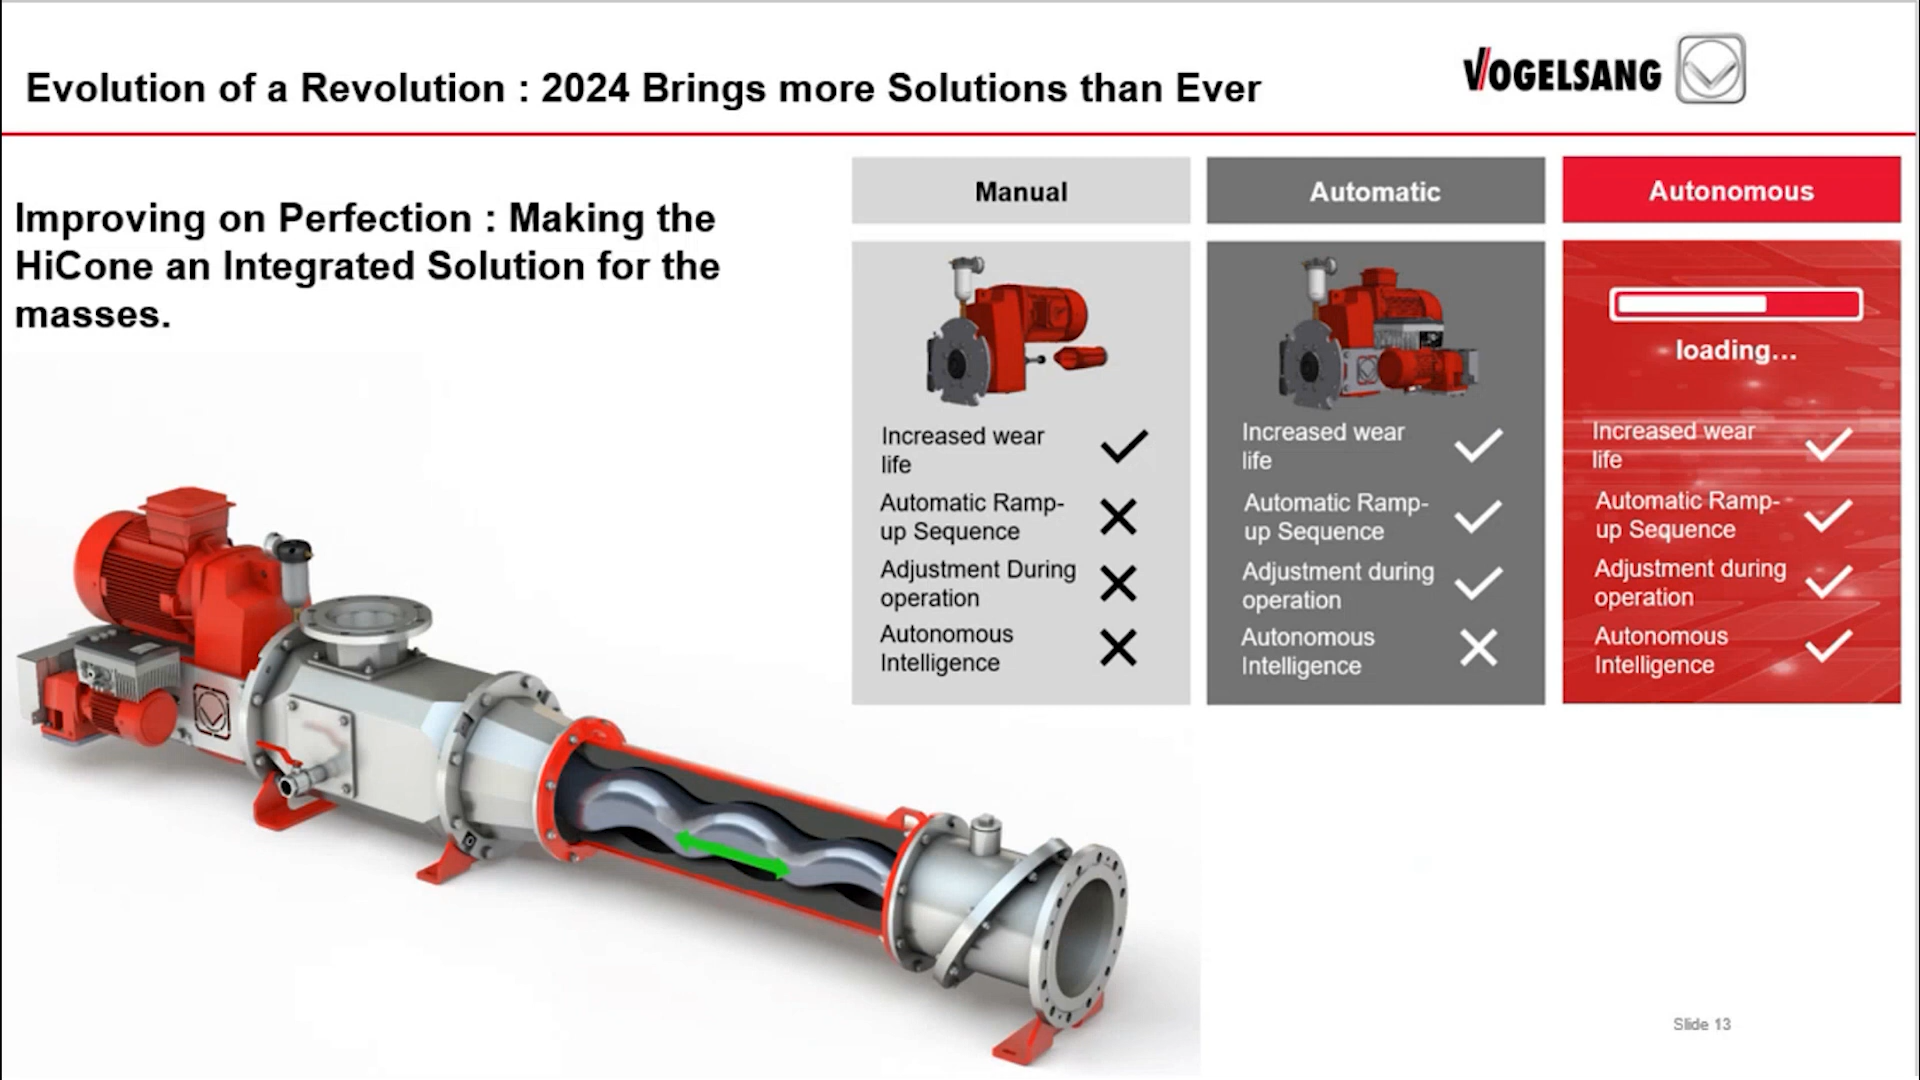 Evolution of a Revolution : 2024 Brings more Solutions than Ever
VOGELSANG
Improving on Perfection : Making the
HiCone an Integrated Solution for the
masses.
Manual
Increased wear
life
Automatic Ramp-
up Sequence
Adjustment During
operation
Autonomous
Intelligence
Automatic
Increased wear
life
Automatic Ramp-
up Sequence
Adjustment during
operation
Autonomous
Intelligence
Autonomous
loading...
Increased wear
life
Automatic Ramp-
up Sequence
Adjustment during
operation
Autonomous
Intelligence
Slide 13